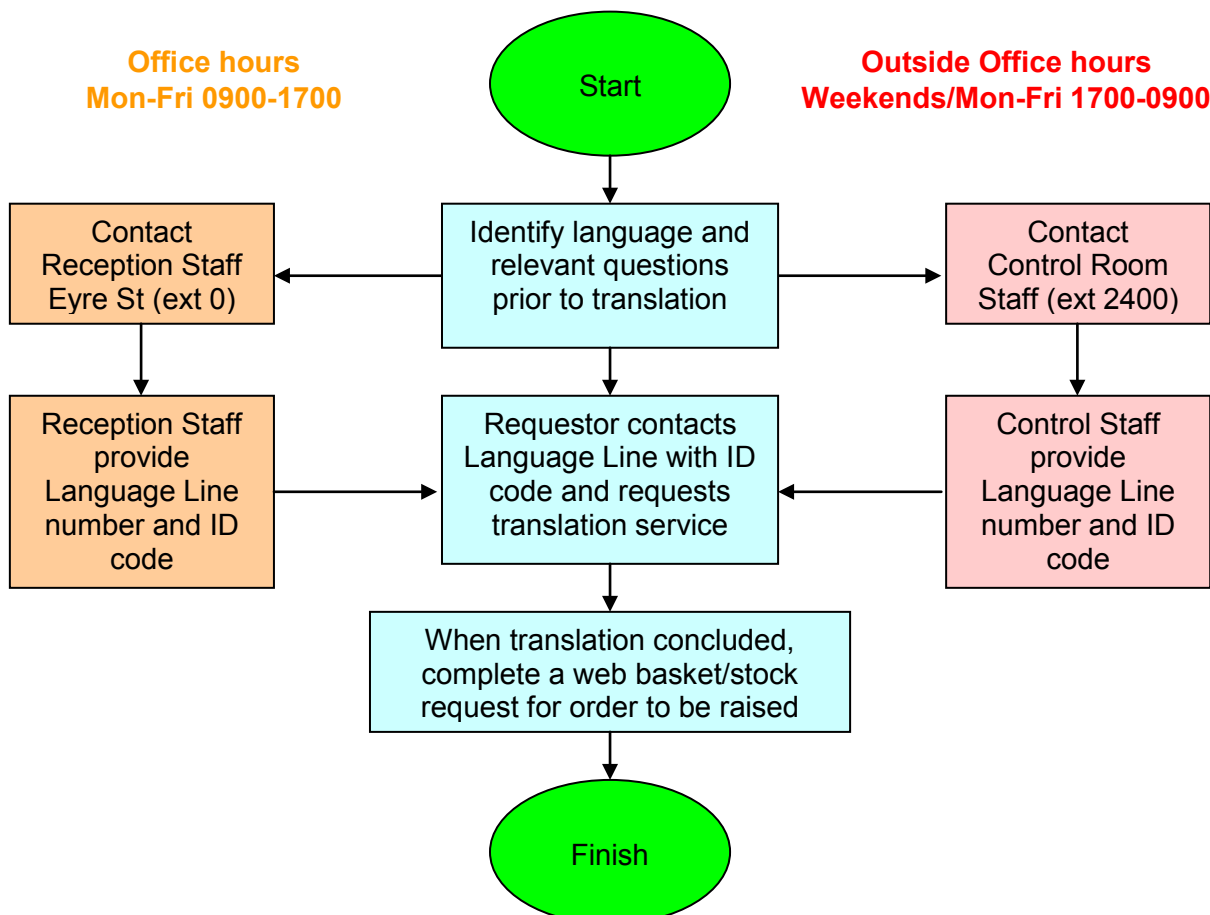 Office hours
Mon-Fri 0900-1700
Start
Outside Office hours
Weekends/Mon-Fri 1700-0900
Contact
Reception Staff
Eyre St (ext 0)
Identify language and
relevant questions
prior to translation
Contact
Control Room
Staff (ext 2400)
Reception Staff
provide
Language Line
number and ID
code
Requestor contacts
Language Line with ID
code and requests
translation service
Control Staff
provide
Language Line
number and ID
code
When translation concluded,
complete a web basket/stock
request for order to be raised
Finish